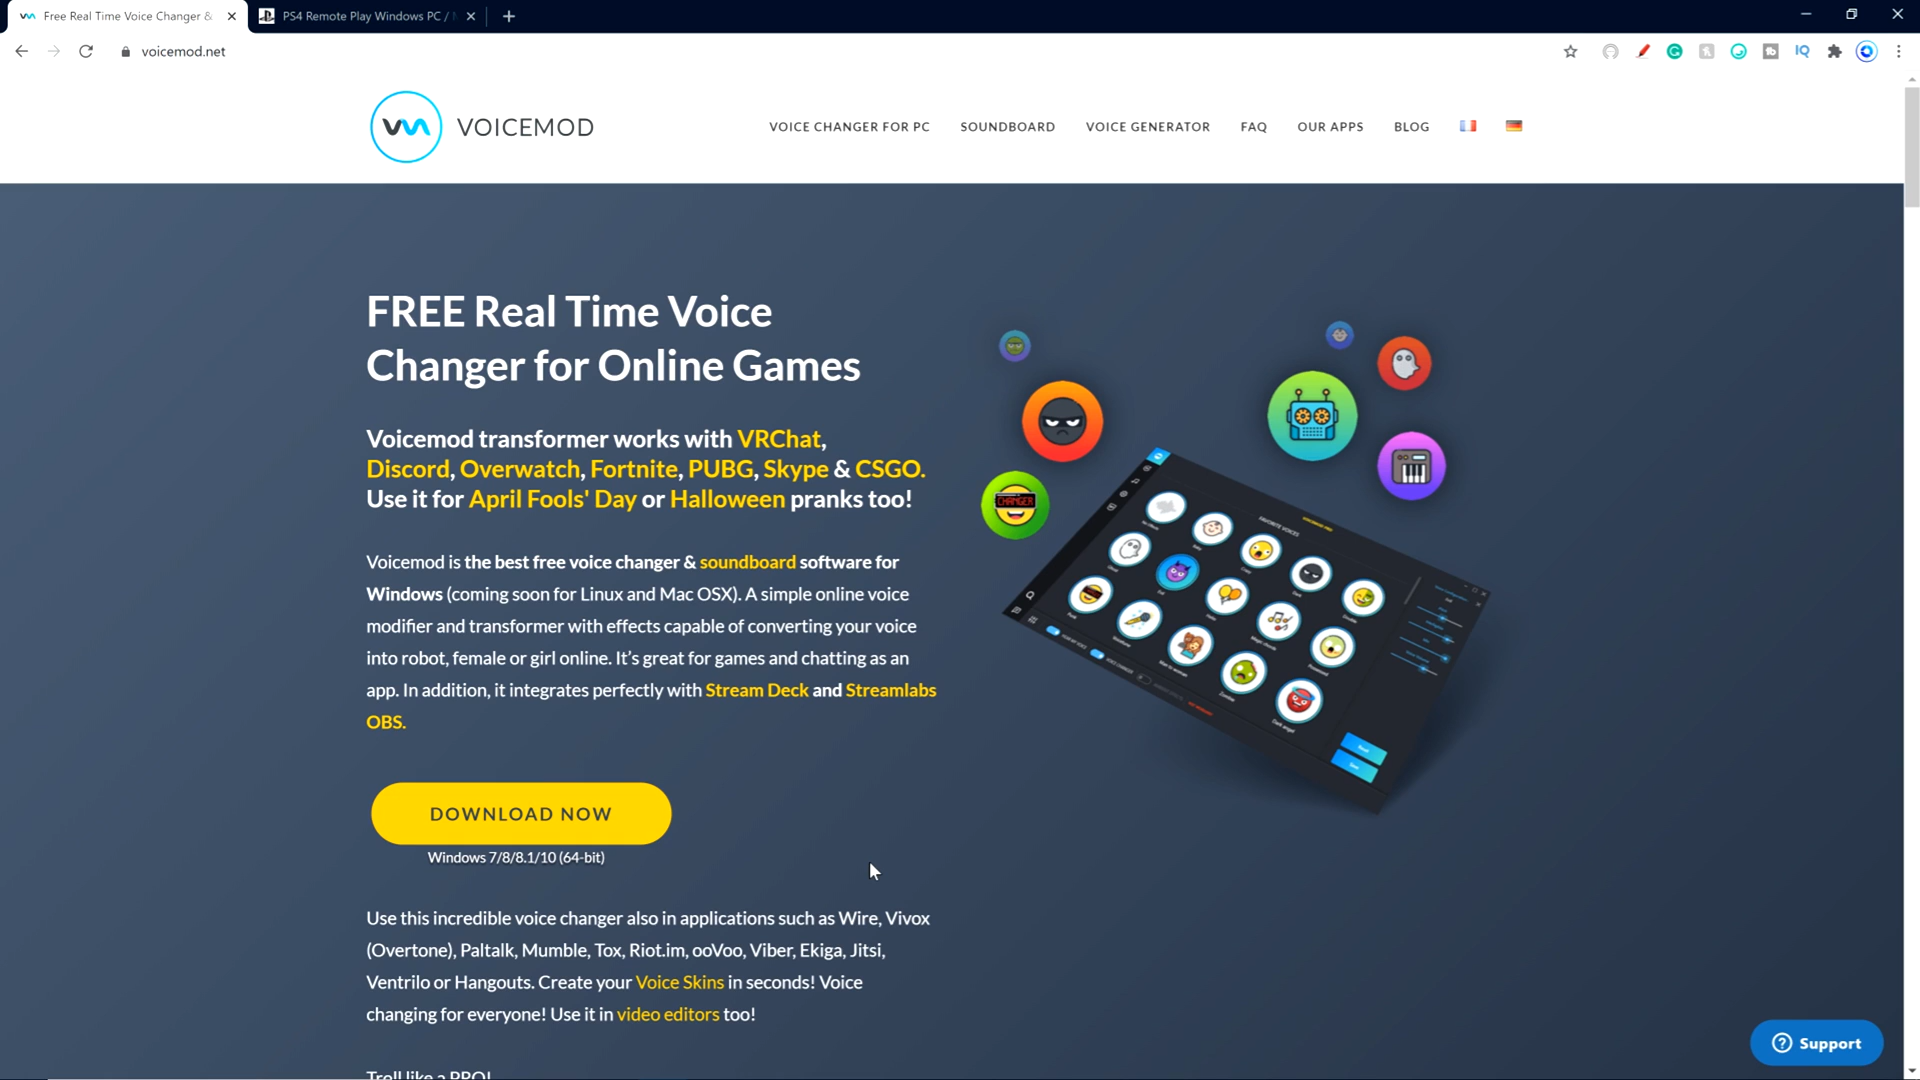 Free Real Time Voice Changer &
PS4 Remote Play Windows PC /
voicemod.net
VOICEMOD
VOICE CHANGER FOR PC
SOUNDBOARD
VOICE GENERATOR
FAQ
OUR APPS
BLOG
FREE Real Time Voice
Changer for Online Games
Voicemod transformer works with VRChat,
Discord, Overwatch, Fortnite, PUBG, Skype & CSGO.
Use it for April Fools' Day or Halloween pranks too!
Voicemod is the best free voice changer & soundboard software for
Windows (coming soon for Linux and Mac OSX). A simple online voice
modifier and transformer with effects capable of converting your voice
into robot, female or girl online. It’s great for games and chatting as an
app. In addition, it integrates perfectly with Stream Deck and Streamlabs
OBS.
DOWNLOAD NOW
Windows 7/8/8.1/10 (64-bit)
Use this incredible voice changer also in applications such as Wire, Vivox
(Overtone), Paltalk, Mumble, Tox, Riot.im, ooVoo, Viber, Ekiga, Jitsi,
Ventrilo or Hangouts. Create your Voice Skins in seconds! Voice
changing for everyone! Use it in video editors too!
Troll like a PRO!
CHANGER
FAVORITE VOICES
Zombie
Dark angel
Save
Support